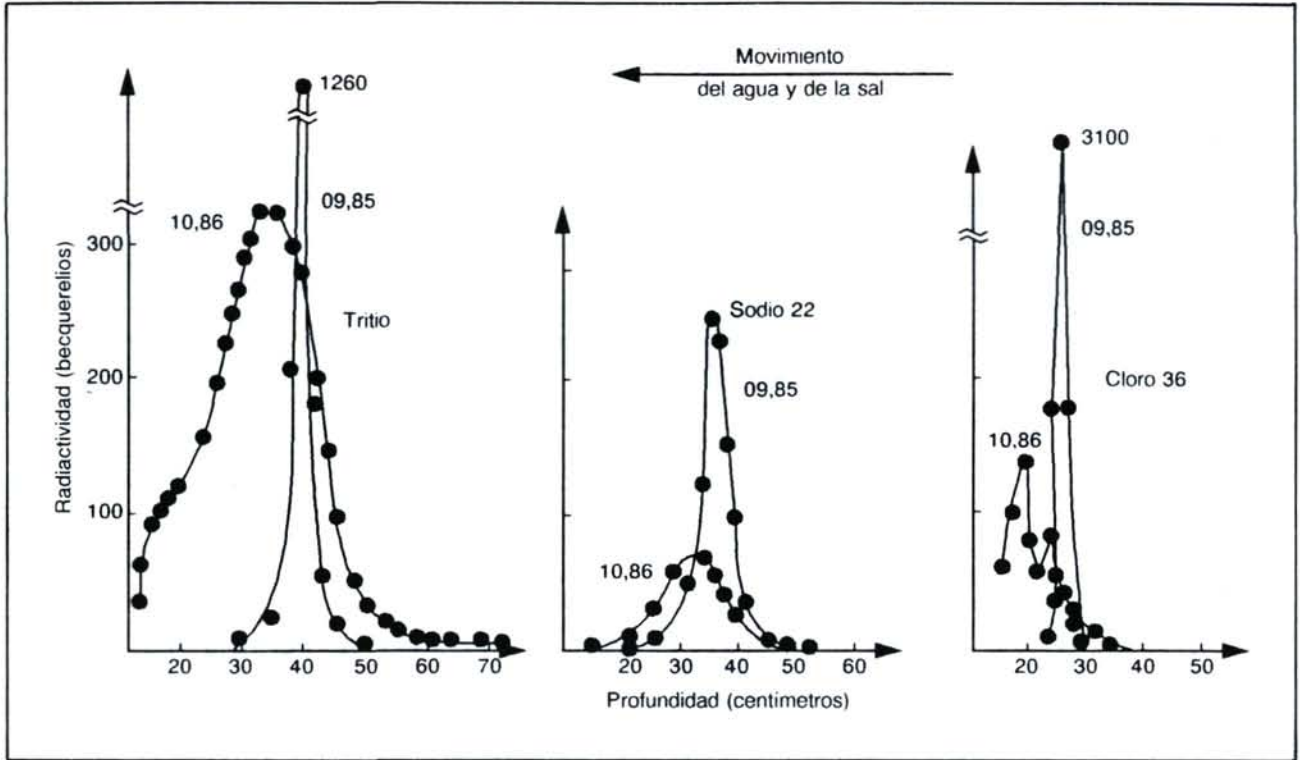 Movimiento
del agua y de la sal
Radiactividad (becquerelios)
1260
09,85
10,86
300
200
100
Tritio
20 30 40 50 60 70
Sodio 22
09,85
10,86
20 30 40 50 60
3100
09,85
Cloro 36
10,86
20 30 40 50
Profundidad (centimetros)